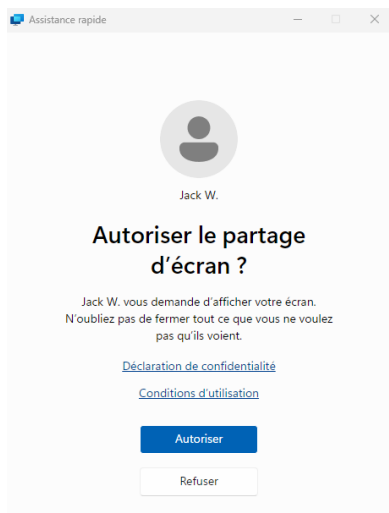 Assistance rapide
Jack W.
Autoriser le partage
d'écran ?
Jack W. vous demande d'afficher votre écran.
N'oubliez pas de fermer tout ce que vous ne voulez
pas qu'ils voient.
Déclaration de confidentialité
Conditions d'utilisation
Autoriser
Refuser